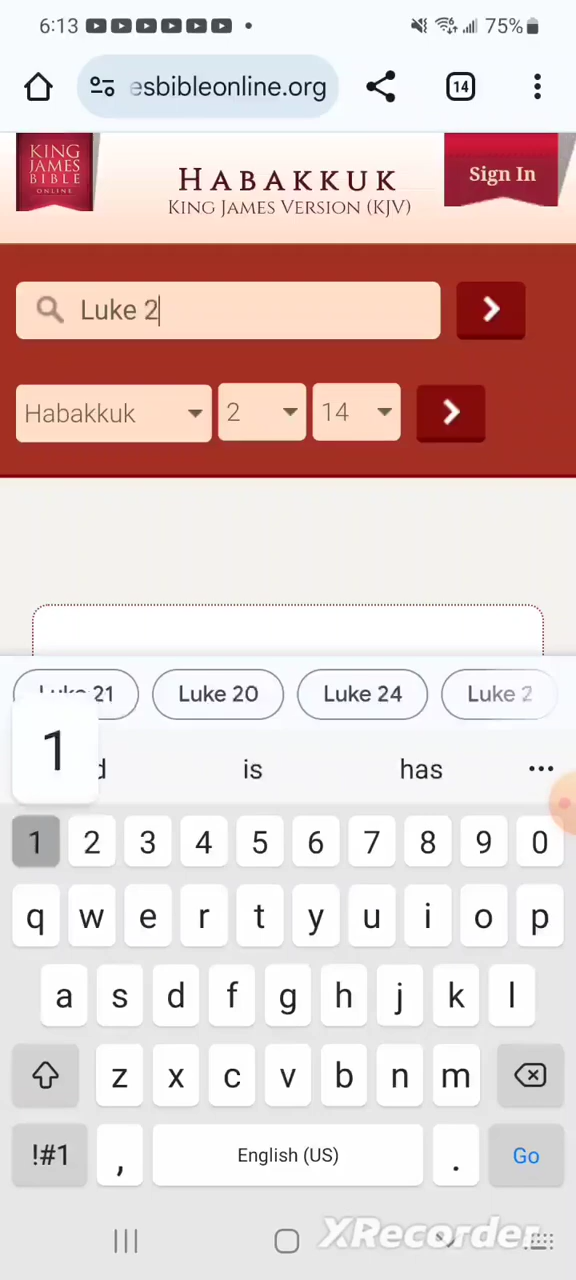 6:13 75%
esbibleonline.org 14
KING
JAMES
BIBLE
ONLINE
HABAKKUK
KING JAMES VERSION (KJV)
Sign In
Luke 2
Habakkuk 2 14
Luke 20 Luke 24 Luke 2
1
is has ...
1 2 3 4 5 6 7 8 9 0
q w e r t y u i o p
a s d f g h j k l
z x c v b n m
!#1 , English (US) . Go
XRecorder